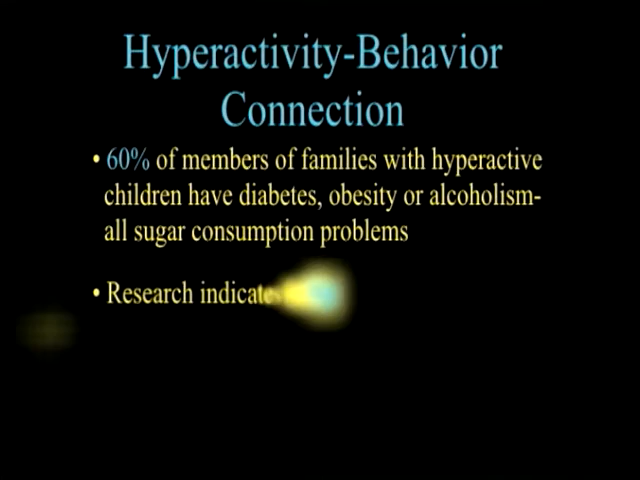 Hyperactivity-Behavior
Connection
• 60% of members of families with hyperactive
children have diabetes, obesity or alcoholism-
all sugar consumption problems
• Research indicates